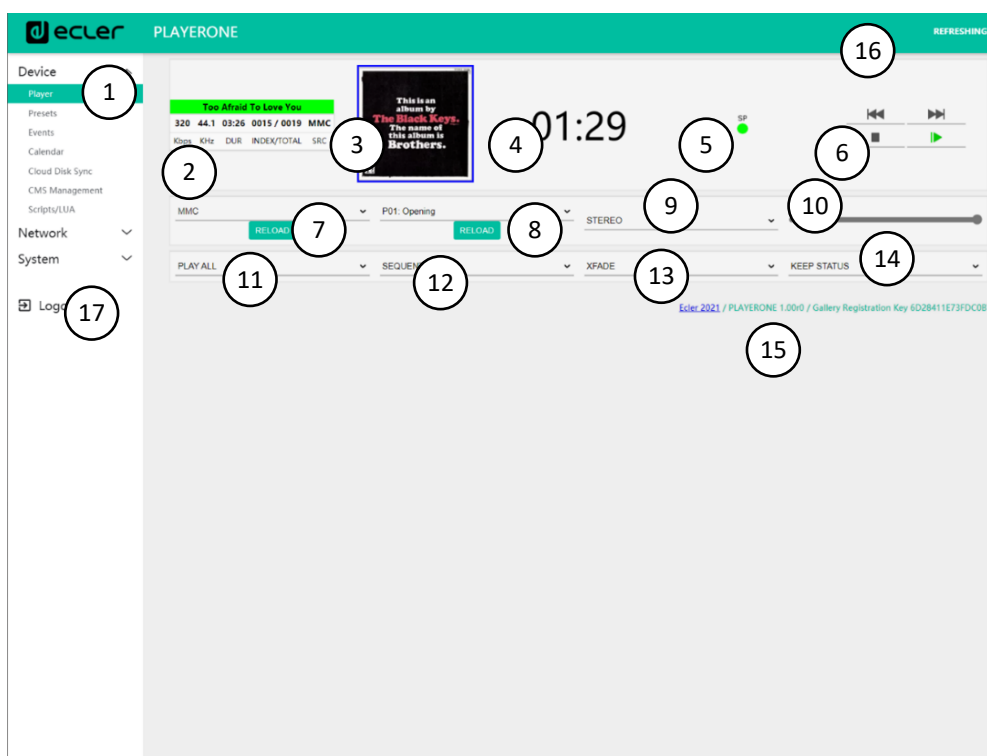 ecler PLAYERONE REFRESHING
16
Device
1
Player
Presets
Events
Calendar
Cloud Disk Sync
CMS Management
Scripts/LUA
Network
System
17
Too Afraid To Love You
320 44.1 03:26 0015 / 0019 MMC
Kbps KHz DUR INDEX/TOTAL SRC
2
3
This is an
album by
The Black Keys.
The name of
this album is
Brothers.
4
01:29
SP
5
6
MMC
RELOAD
7
P01: Opening
RELOAD
8
STEREO
9
10
PLAY ALL
11
12
XFADE
13
KEEP STATUS
14
Ecler 2021 / PLAYERONE 1.00r0 / Gallery Registration Key 6D2B411E73FDC0B
15